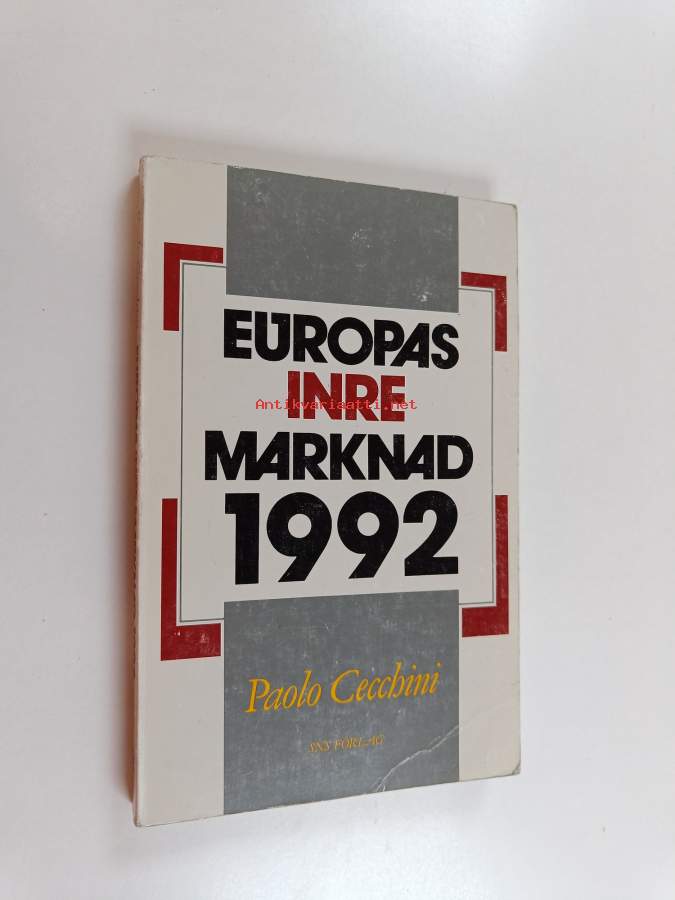 EUROPAS
INRE
Antikvariaatti.net
MARKNAD
1992
Paolo Cecchini
SNS FÖRLAG